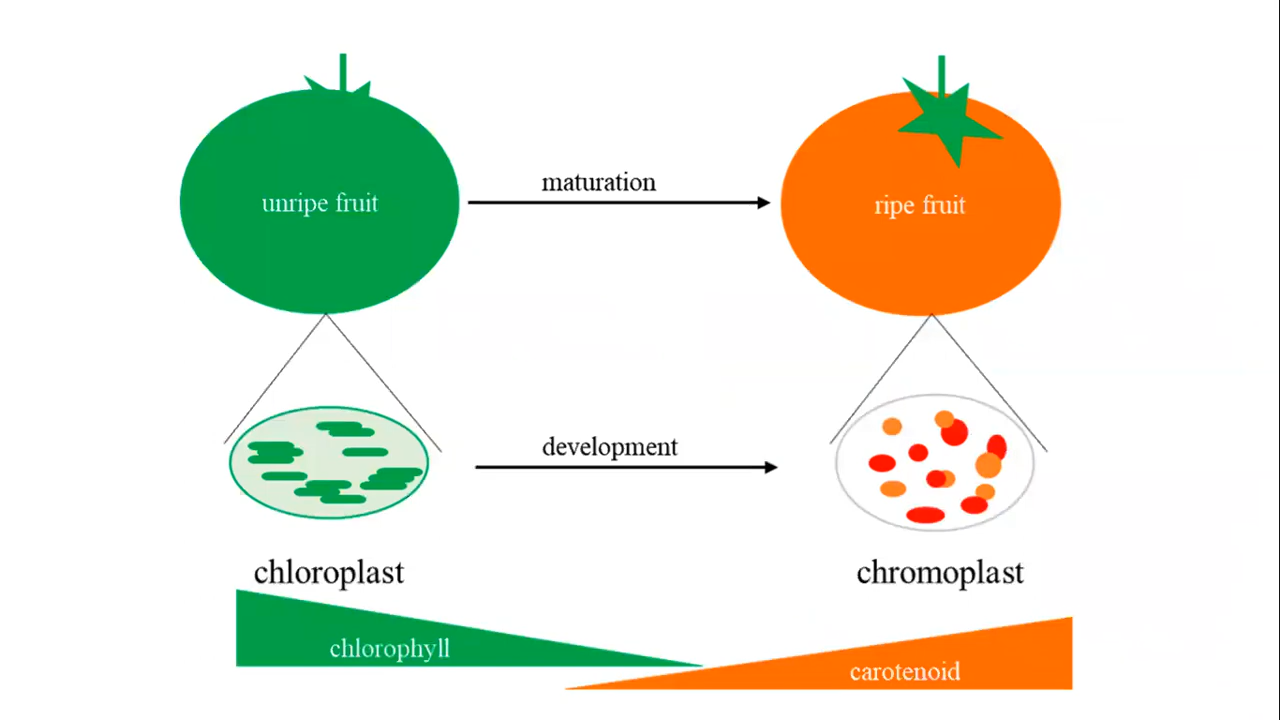 maturation
unripe fruit
ripe fruit
development
chloroplast
chromoplast
chlorophyll
carotenoid